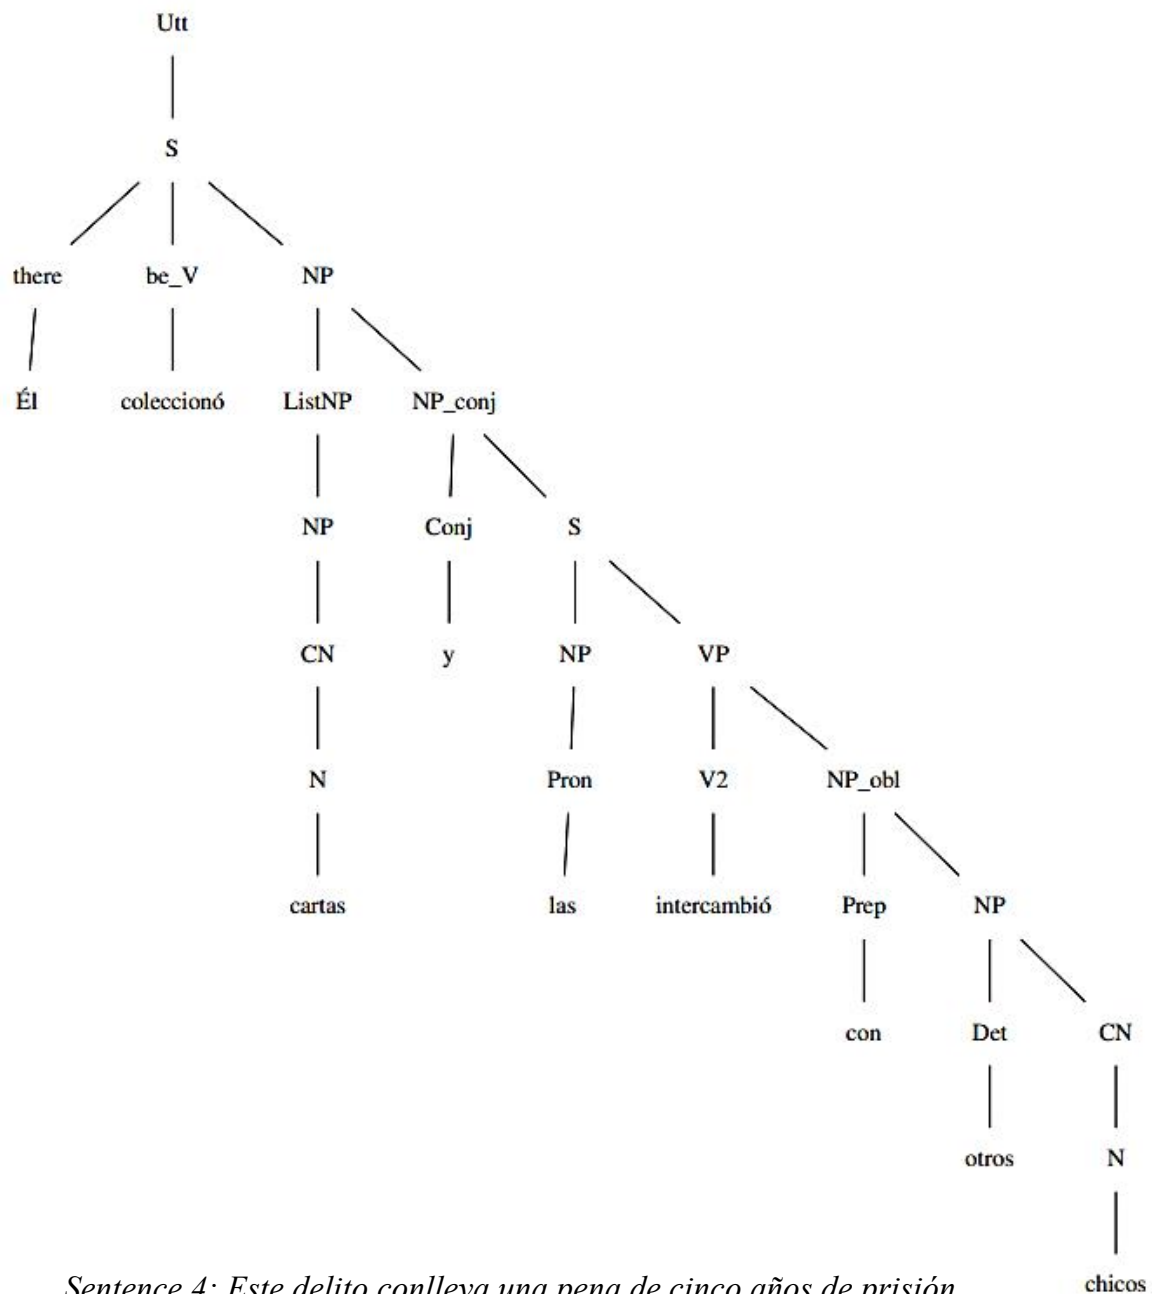 Utt
S
there be_V NP
Él coleccionó ListNP NP_conj
NP Conj S
CN y NP VP
N Pron V2 NP_obl
cartas las intercambió Prep NP
con Det CN
otros N
Sentence 4: Este delito conlleva una pena de cinco años de prisión chicos